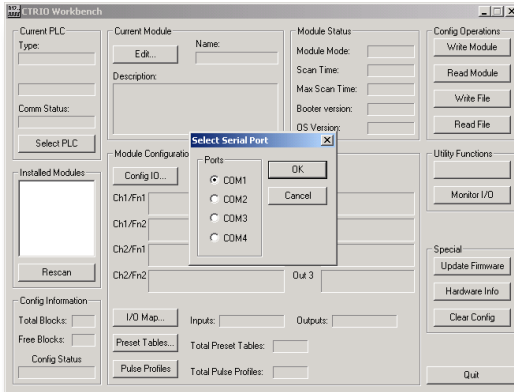 CTRIO Workbench
Current PLC
Type:
Comm Status:
Select PLC
Installed Modules
Rescan
Config Information
Total Blocks:
Free Blocks:
Config Status
Current Module
Edit...
Name:
Description:
Module Status
Module Mode:
Scan Time:
Max Scan Time:
Booter version:
OS Version:
Config Operations
Write Module
Read Module
Write File
Read File
Select Serial Port
Ports
COM1
COM2
COM3
COM4
OK
Cancel
Module Configuratio
Config IO...
Ch1/Fn1
Ch1/Fn2
Ch2/Fn1
Ch2/Fn2
Out 3
I/O Map...
Inputs:
Outputs:
Preset Tables...
Total Preset Tables:
Pulse Profiles
Total Pulse Profiles:
Utility Functions
Monitor I/O
Special
Update Firmware
Hardware Info
Clear Config
Quit